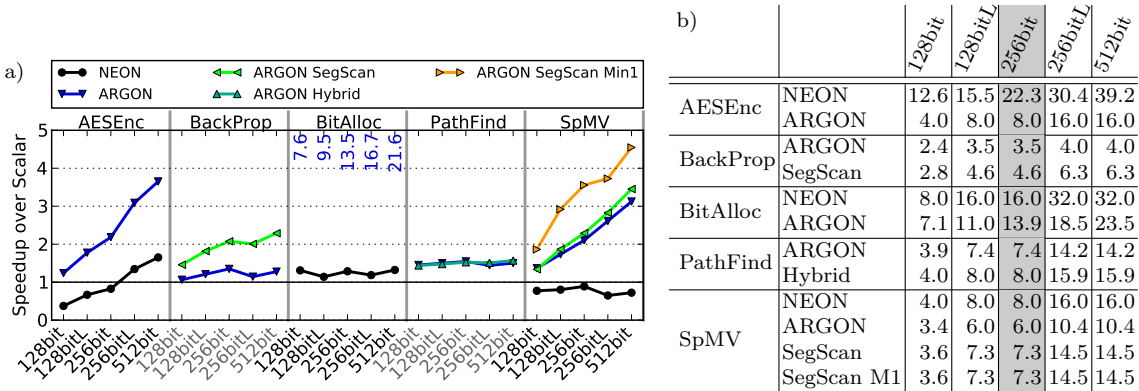 a)
NEON
ARGON
ARGON SegScan
ARGON Hybrid
ARGON SegScan Min1
AESEnc BackProp BitAlloc PathFind SpMV
Speedup over Scalar
5
4
3
2
1
0
7.6 9.5 13.5 16.7 21.6
128bit 128bitL 256bit 256bitL 512bit 128bit 128bitL 256bit 256bitL 512bit 128bit 128bitL 256bit 256bitL 512bit 128bit 128bitL 256bit 256bitL 512bit 128bit 128bitL 256bit 256bitL 512bit
b)
128bit 128bitL 256bit 256bitL 512bit
AESEnc NEON 12.6 15.5 22.3 30.4 39.2
ARGON 4.0 8.0 8.0 16.0 16.0
BackProp ARGON 2.4 3.5 3.5 4.0 4.0
SegScan 2.8 4.6 4.6 6.3 6.3
BitAlloc NEON 8.0 16.0 16.0 32.0 32.0
ARGON 7.1 11.0 13.9 18.5 23.5
PathFind ARGON 3.9 7.4 7.4 14.2 14.2
Hybrid 4.0 8.0 8.0 15.9 15.9
SpMV NEON 4.0 8.0 8.0 16.0 16.0
ARGON 3.4 6.0 6.0 10.4 10.4
SegScan 3.6 7.3 7.3 14.5 14.5
SegScan M1 3.6 7.3 7.3 14.5 14.5